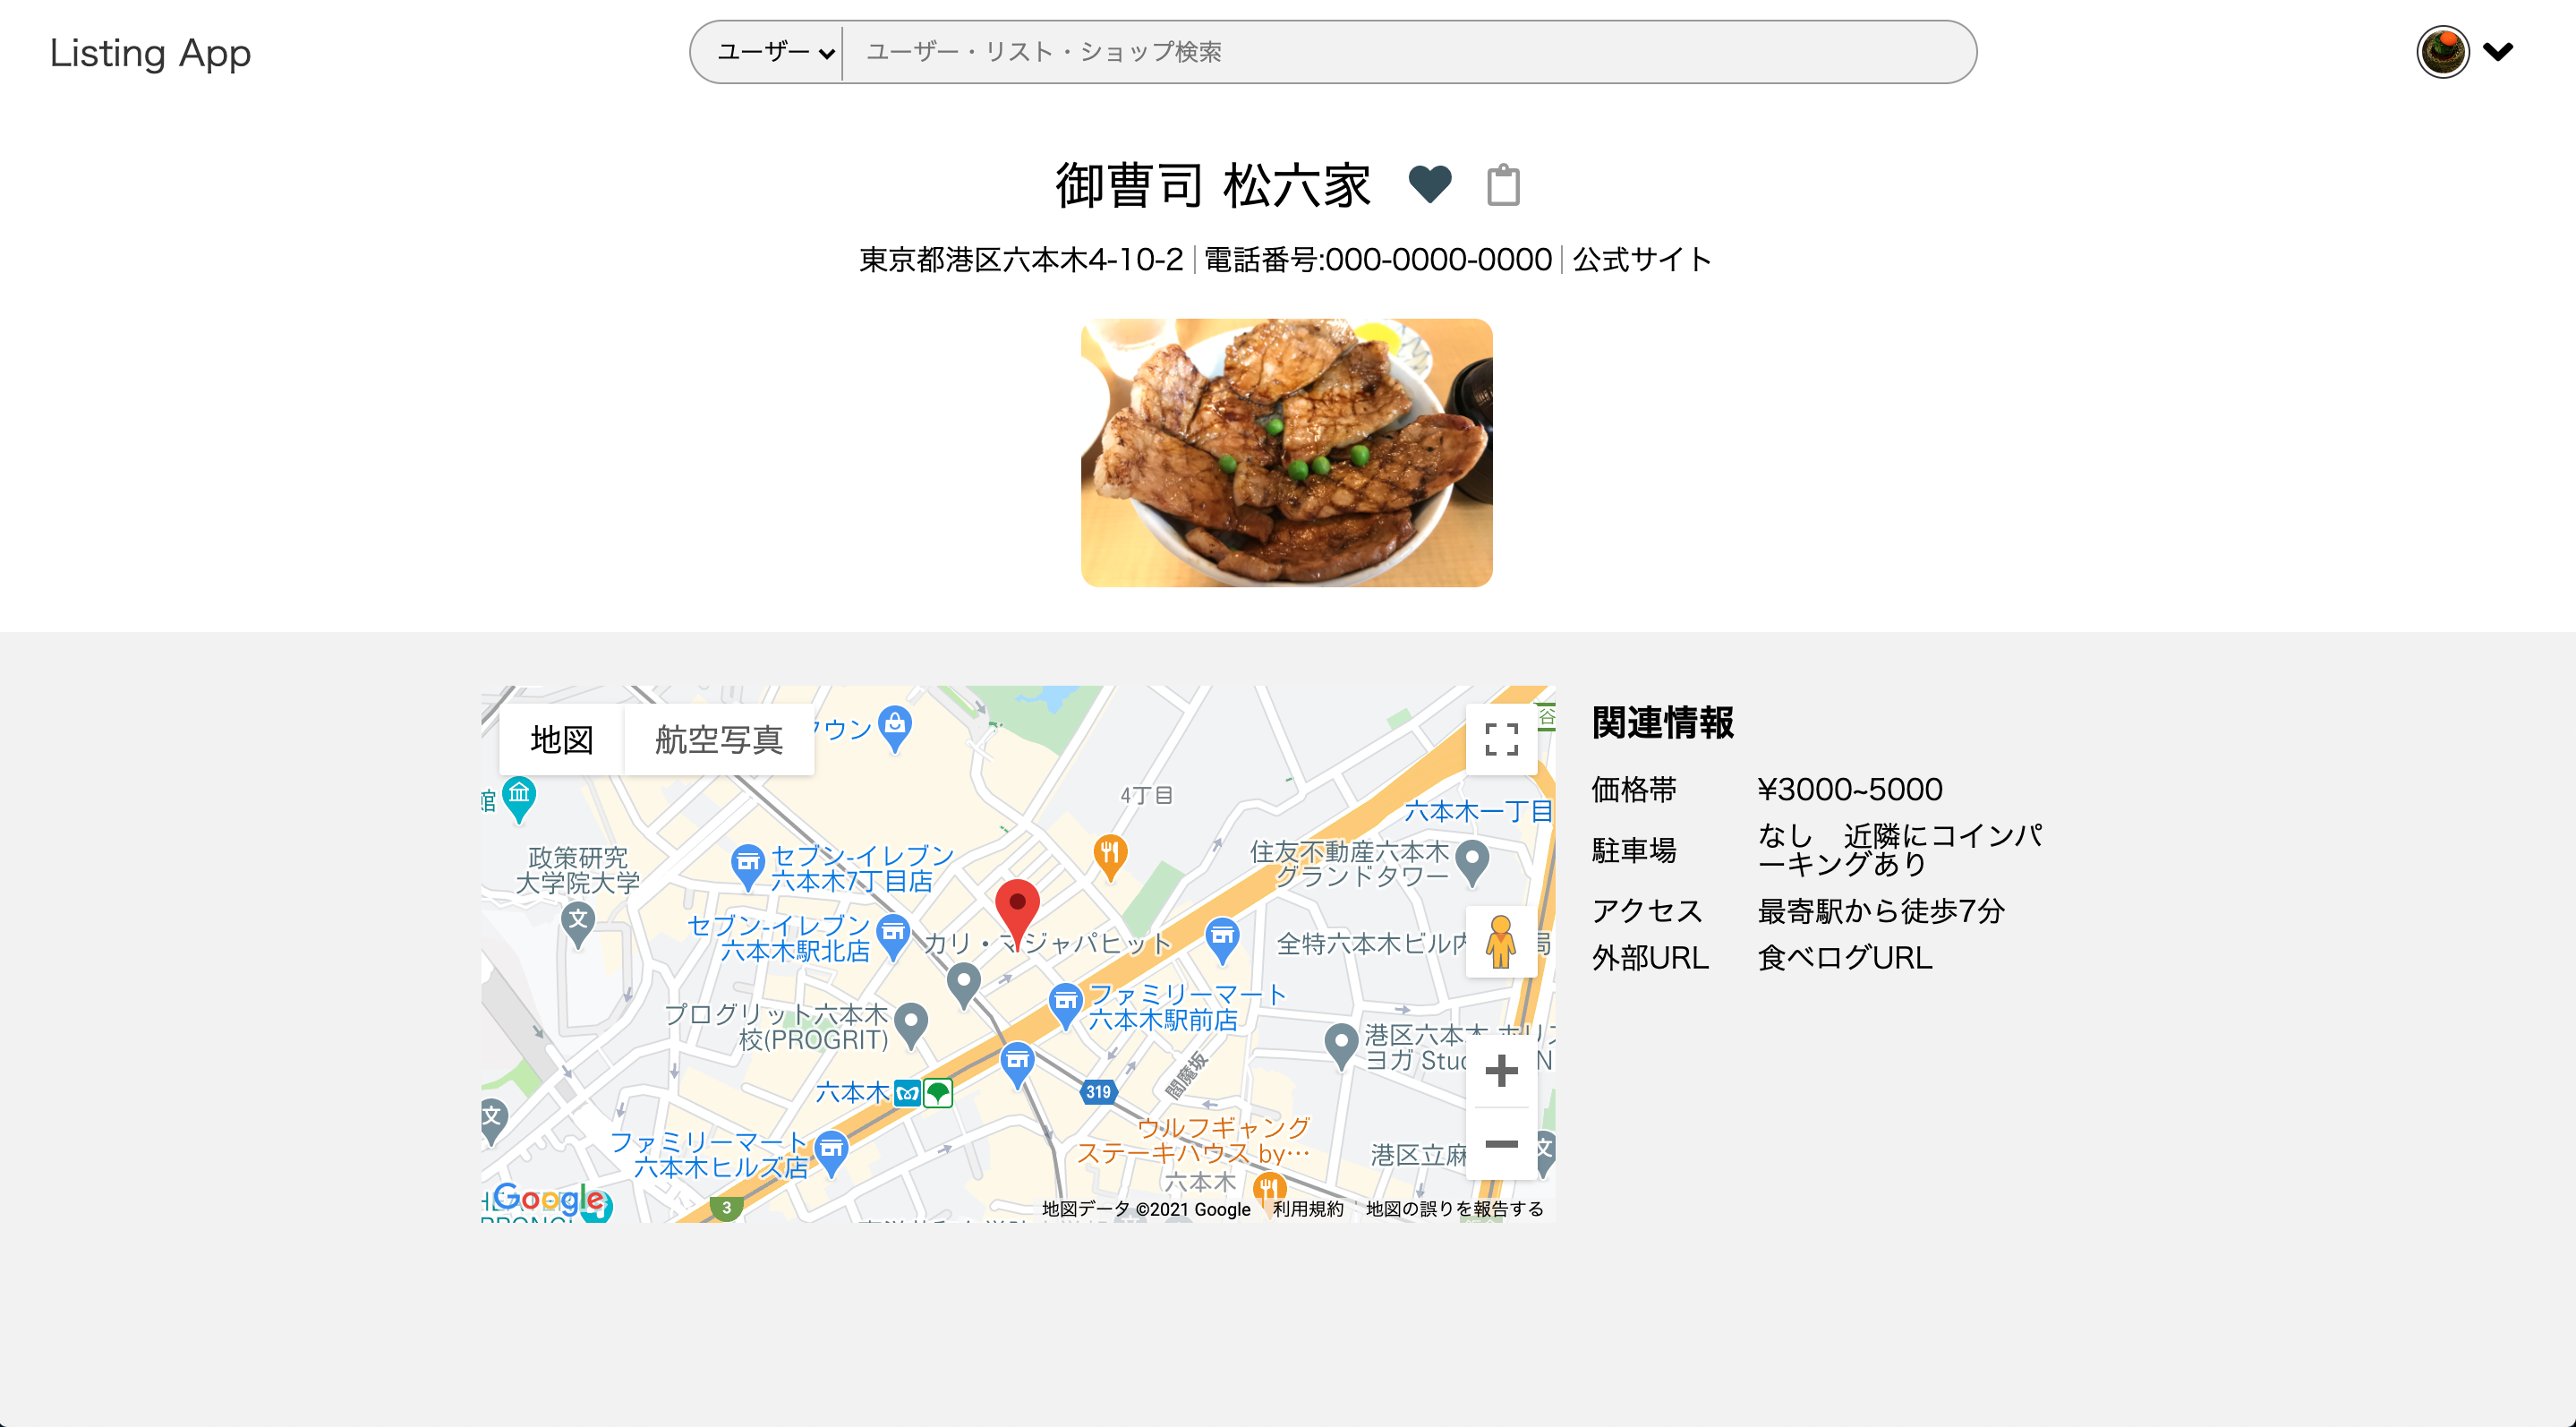 Listing App
ユーザー
ユーザー・リスト・ショップ検索
御曹司 松六家
東京都港区六本木4-10-2
電話番号:000-0000-0000
公式サイト
地図
航空写真
タウン
館
4丁目
谷
六本木一丁目
政策研究
大学院大学
セブン-イレブン
六本木7丁目店
住友不動産六本木
グランドタワー
セブン-イレブン
六本木駅北店
カリ・マジャパヒット
全特六本木ビル内
局
ファミリーマート
六本木駅前店
プログリット六本木
校(PROGRIT)
港区六本木
ヨガ
六本木
319
閻魔坂
ウルフギャング
ステーキハウス by…
六本木
ファミリーマート
六本木ヒルズ店
港区立麻
文
文
文
3
Google
地図データ ©2021 Google
利用規約
地図の誤りを報告する
関連情報
価格帯
¥3000~5000
駐車場
なし　近隣にコインパ
ーキングあり
アクセス
最寄駅から徒歩7分
外部URL
食べログURL